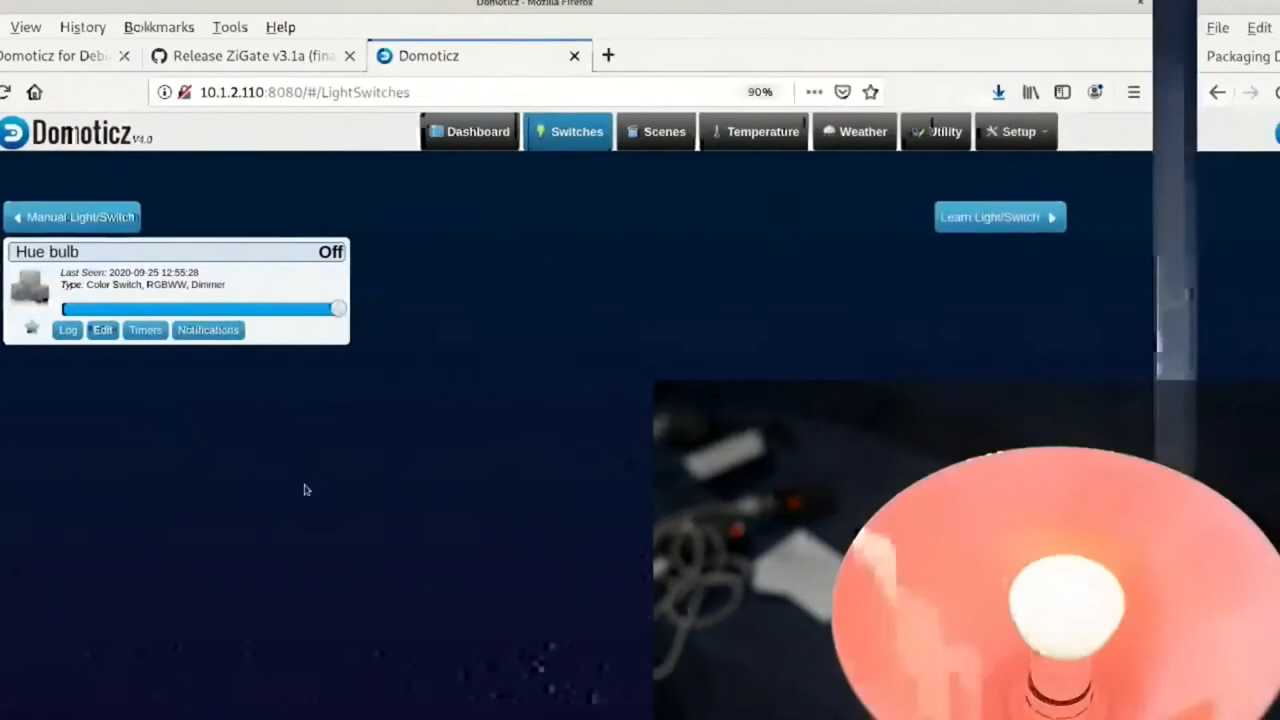 Domoticz - Mozilla Firefox
View History Bookmarks Tools Help
File Edit
Domoticz for Deb
Release ZiGate v3.1a (fina
Domoticz
Packaging D
10.1.2.110:8080/#/LightSwitches
90%
Domoticz V4.0
Dashboard
Switches
Scenes
Temperature
Weather
Utility
Setup
Manual Light/Switch
Learn Light/Switch
Hue bulb Off
Last Seen: 2020-09-25 12:55:28
Type: Color Switch, RGBWW, Dimmer
Log Edit Timers Notifications